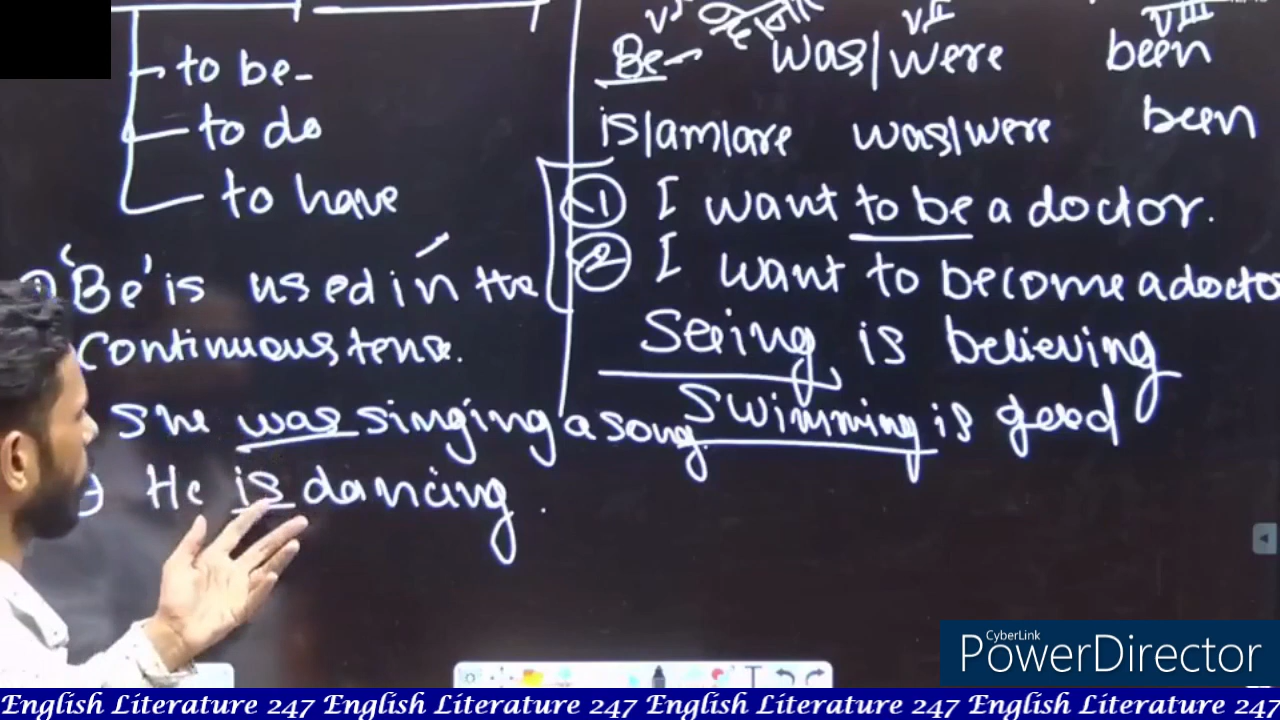 to be-
to do
to have
'Be' is used in the
continuous tense.
She was singing a song
He is dancing.
VI VII VIII
Be- होना was/were been
is/am/are was/were been
1 I want to be a doctor.
2 I want to become a docto
Seeing is believing
Swimming is good
CyberLink
PowerDirector
English Literature 247 English Literature 247 English Literature 247 English Literature 247